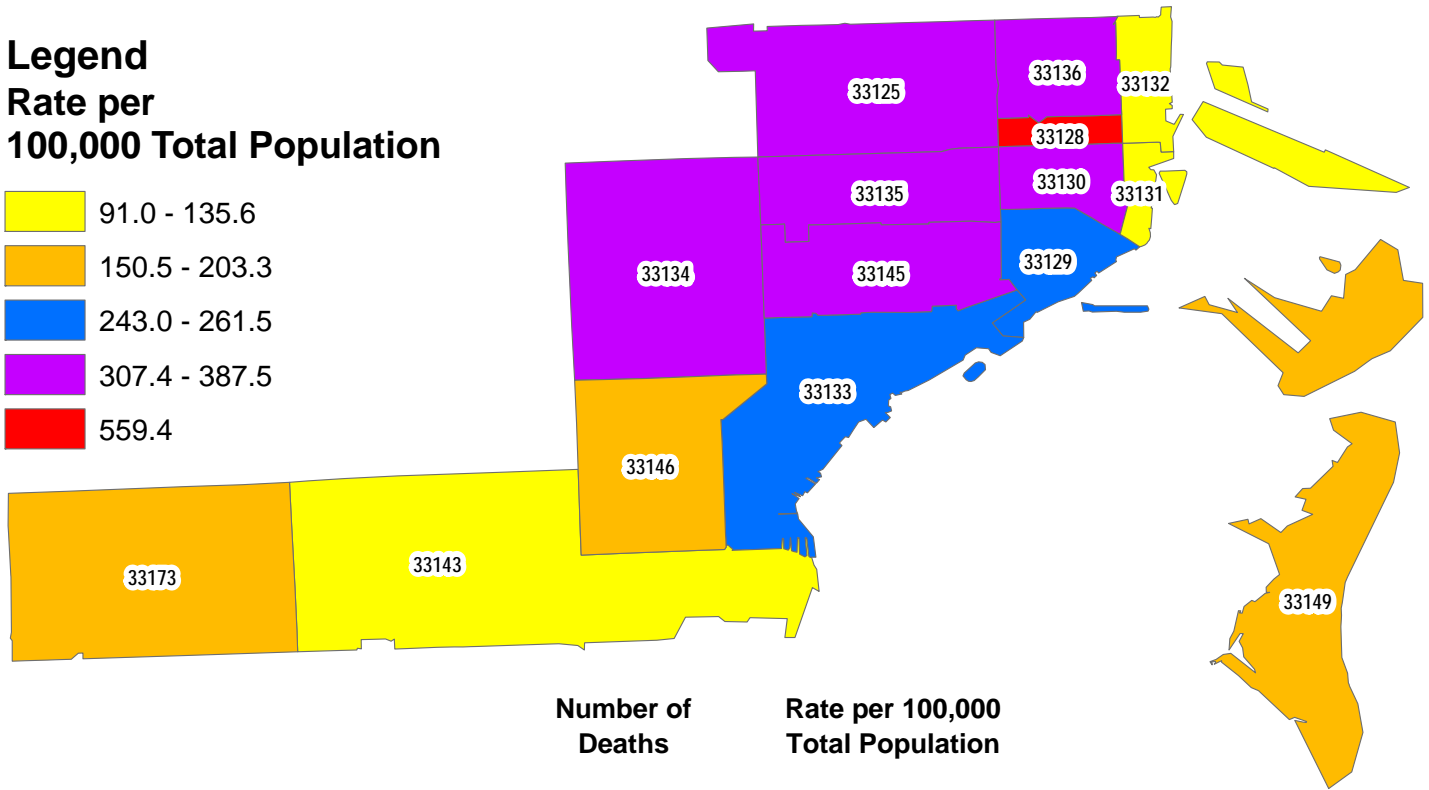 Legend
Rate per
100,000 Total Population
91.0 - 135.6
150.5 - 203.3
243.0 - 261.5
307.4 - 387.5
559.4
33125
33136
33132
33128
33135
33130
33131
33134
33145
33129
33133
33146
33173
33143
33149
Number of
Deaths
Rate per 100,000
Total Population